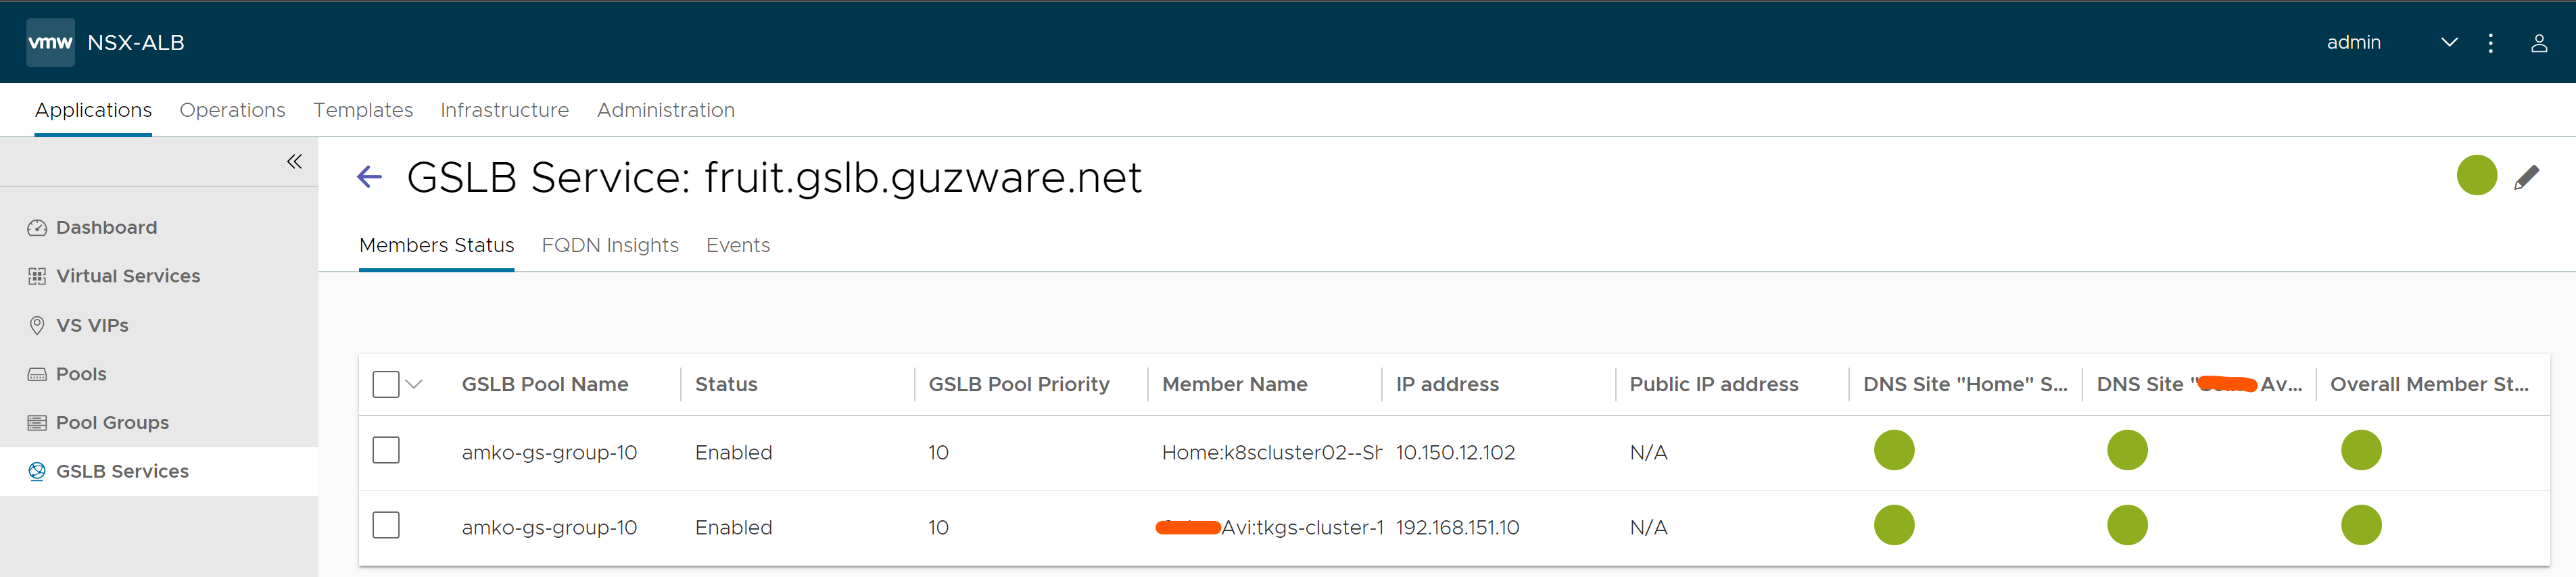 vmw NSX-ALB admin
Applications Operations Templates Infrastructure Administration
GSLB Service: fruit.gslb.guzware.net
Dashboard
Virtual Services
VS VIPs
Pools
Pool Groups
GSLB Services
Members Status FQDN Insights Events
GSLB Pool Name Status GSLB Pool Priority Member Name IP address Public IP address DNS Site "Home" S... DNS Site " Av... Overall Member St...
amko-gs-group-10 Enabled 10 Home:k8scluster02--Sh 10.150.12.102 N/A
amko-gs-group-10 Enabled 10 Avi:tkgs-cluster-1 192.168.151.10 N/A